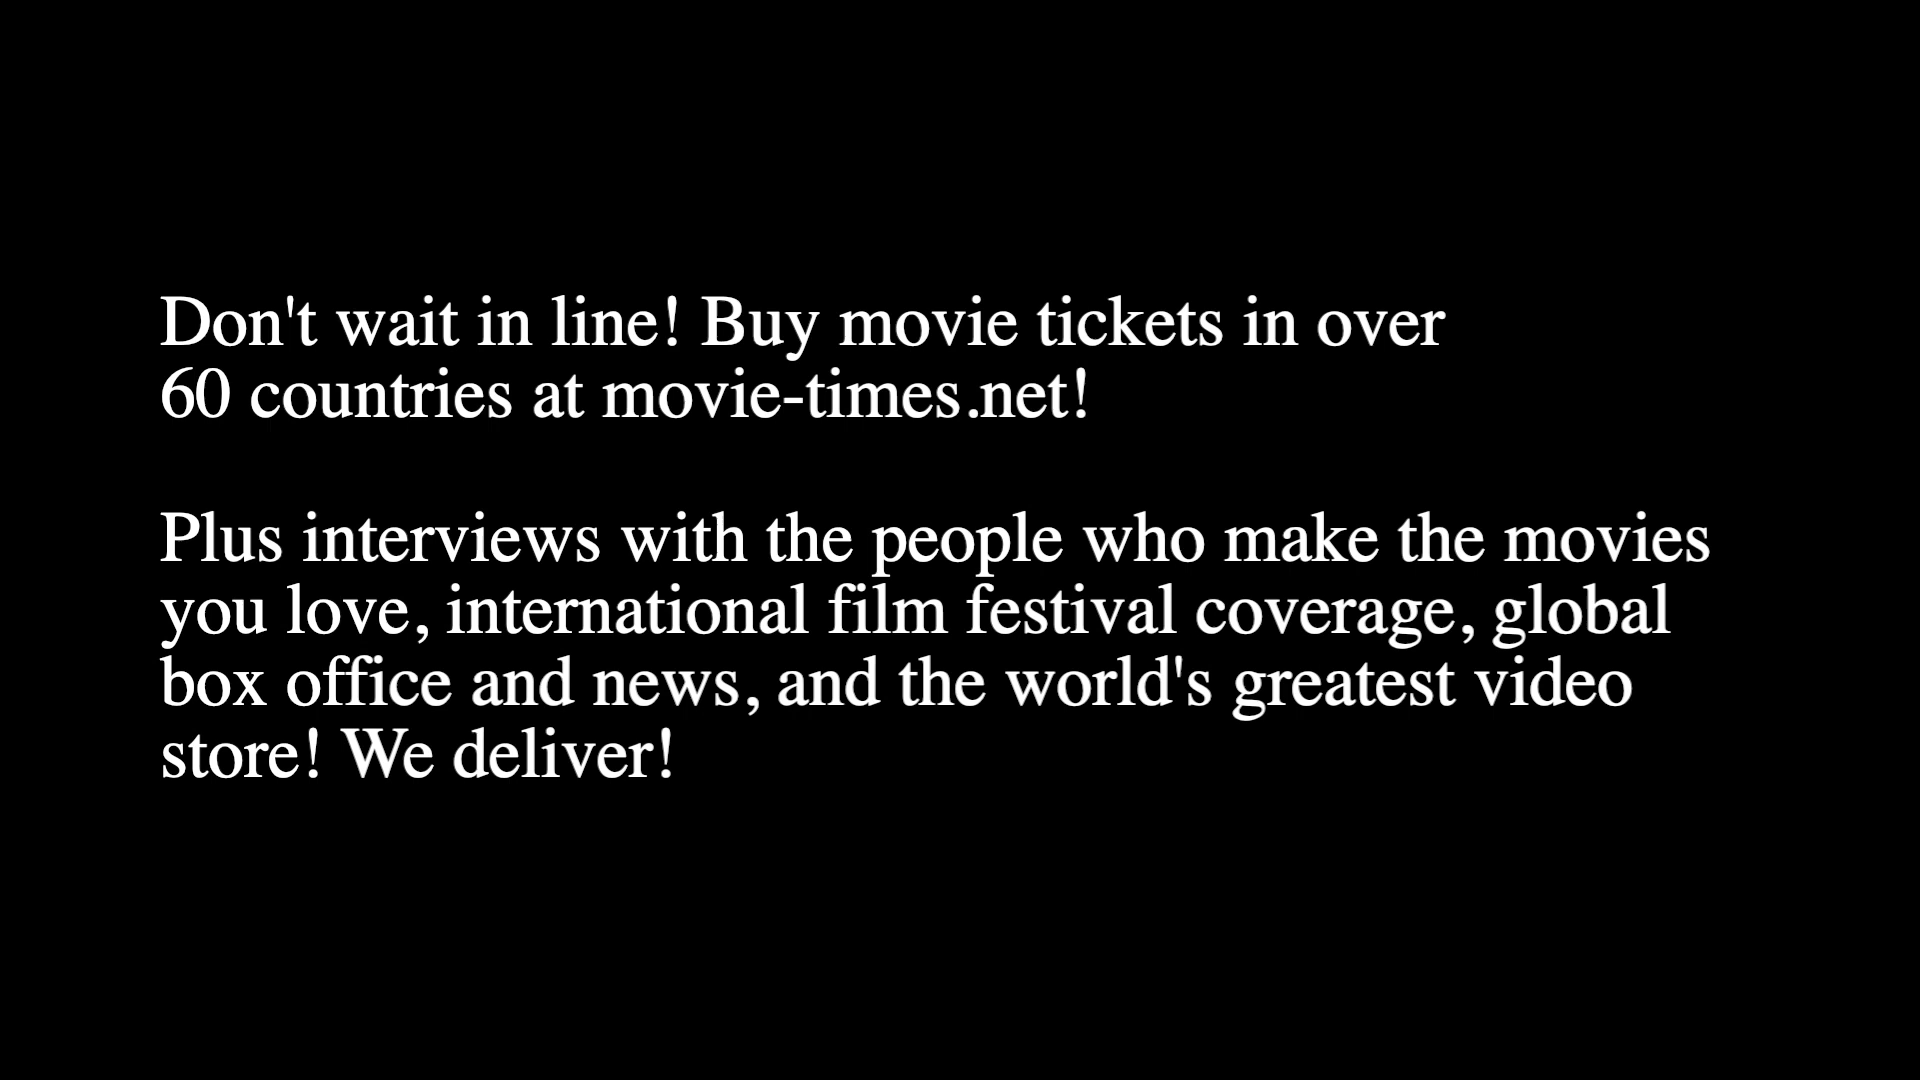 Don't wait in line! Buy movie tickets in over
60 countries at movie-times.net!
Plus interviews with the people who make the movies
you love, international film festival coverage, global
box office and news, and the world's greatest video
store! We deliver!